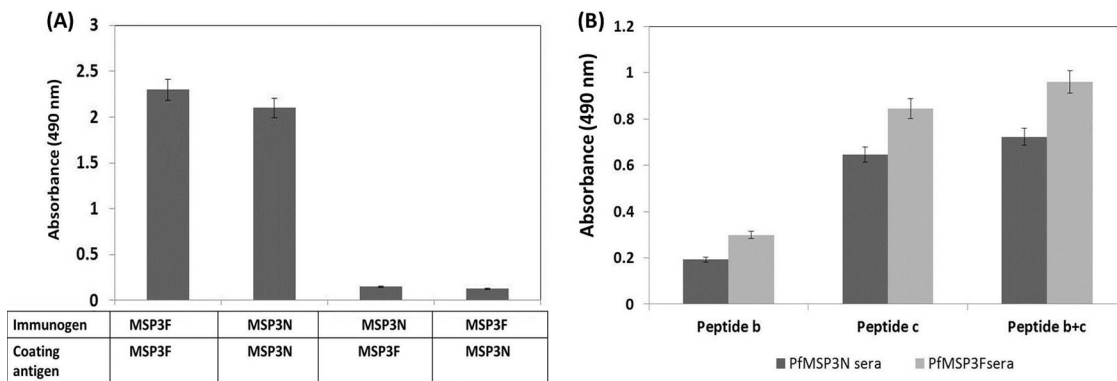 (A)
Absorbance (490 nm)
3
2.5
2
1.5
1
0.5
0
Immunogen MSP3F MSP3N MSP3N MSP3F
Coating antigen MSP3F MSP3N MSP3F MSP3N
(B)
Absorbance (490 nm)
1.2
1
0.8
0.6
0.4
0.2
0
Peptide b Peptide c Peptide b+c
PfMSP3N sera PfMSP3Fsera